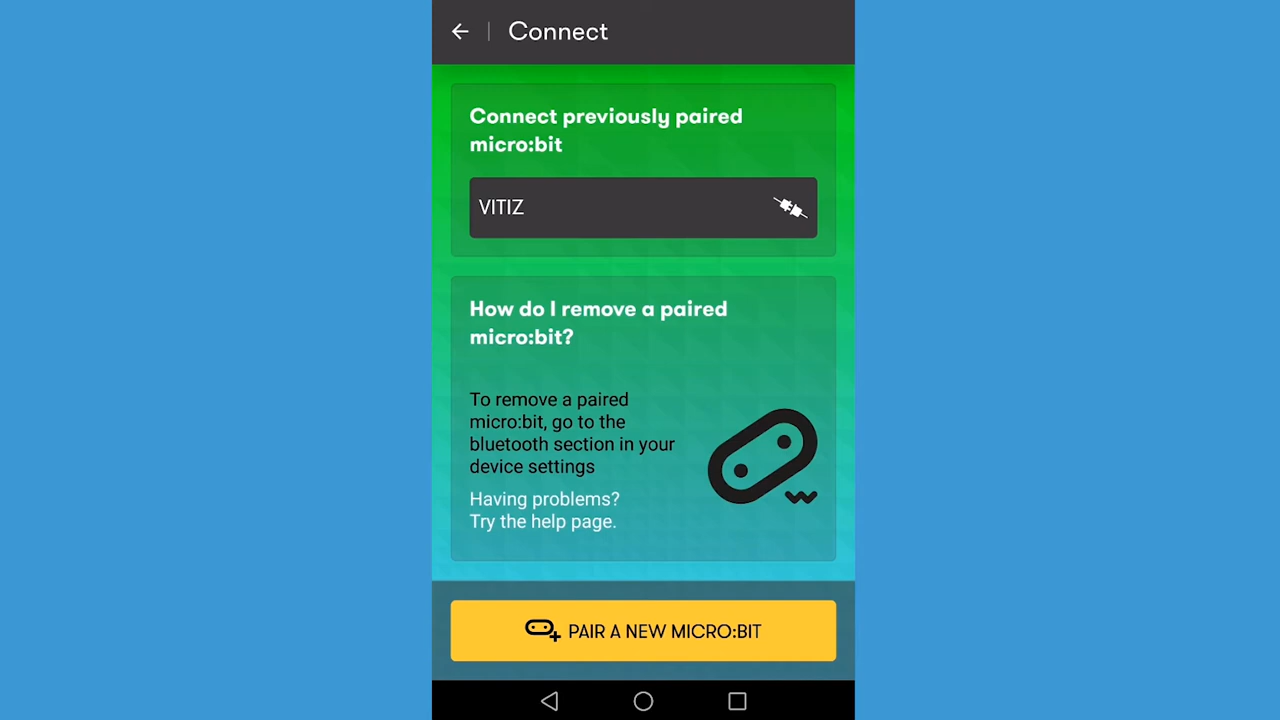 Connect
Connect previously paired
micro:bit
VITIZ
How do I remove a paired
micro:bit?
To remove a paired
micro:bit, go to the
bluetooth section in your
device settings
Having problems?
Try the help page.
PAIR A NEW MICRO:BIT